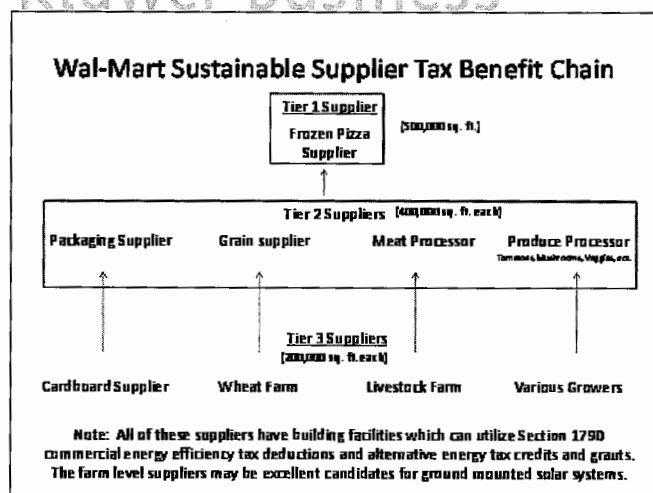 Kluwer Business
Wal-Mart Sustainable Supplier Tax Benefit Chain
Tier 1 Supplier
Frozen Pizza
Supplier
(500,000 sq. ft.)
Tier 2 Suppliers (400,000 sq. ft. each)
Packaging Supplier Grain supplier Meat Processor Produce Processor
Tomatoes, Mushrooms, Veggies, ect.
Tier 3 Suppliers
(200,000 sq. ft. each)
Cardboard Supplier Wheat Farm Livestock Farm Various Growers
Note: All of these suppliers have building facilities which can utilize Section 179D
commercial energy efficiency tax deductions and alternative energy tax credits and grants.
The farm level suppliers may be excellent candidates for ground mounted solar systems.